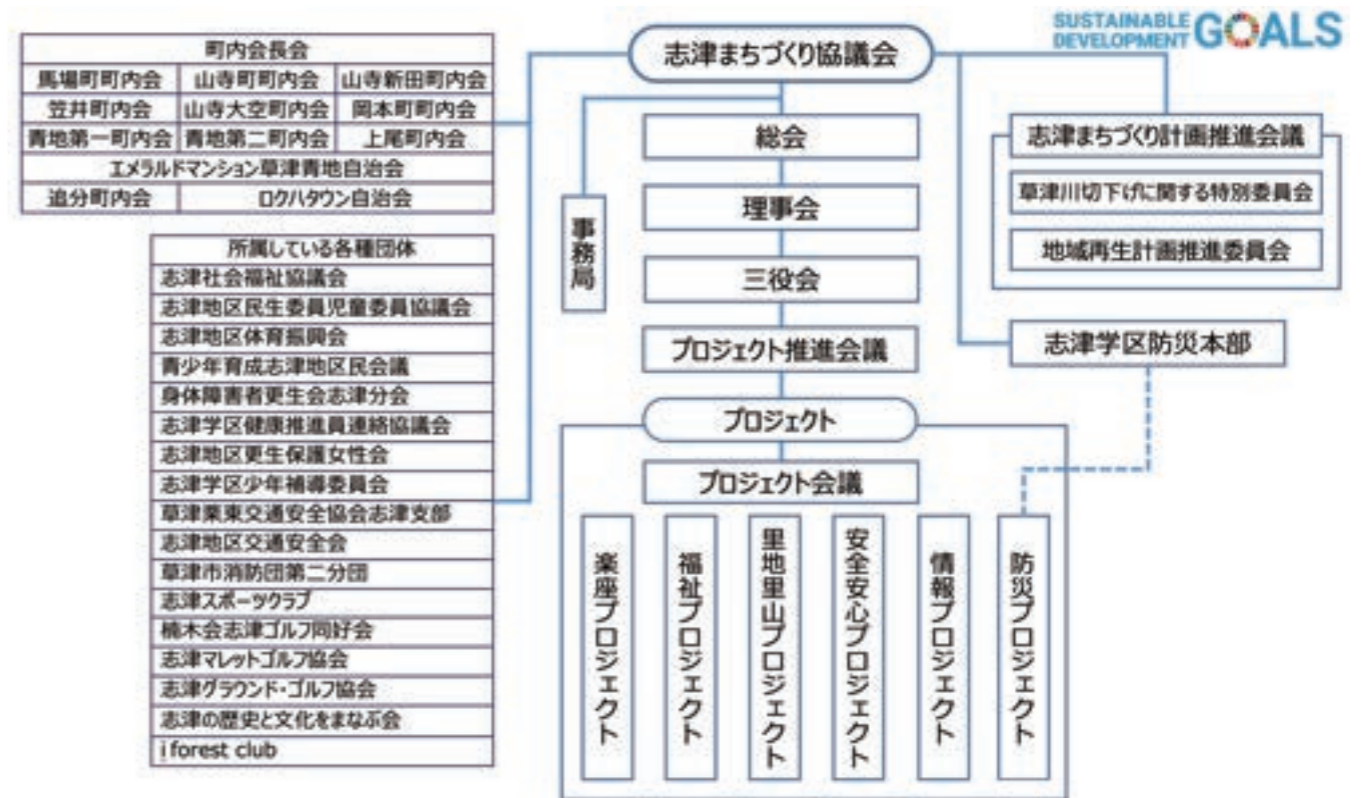 SUSTAINABLE
DEVELOPMENT GOALS
志津まちづくり協議会
町内会長会
馬場町町内会 山寺町町内会 山寺新田町内会
笠井町内会 山寺大空町内会 岡本町町内会
青地第一町内会 青地第二町内会 上尾町内会
エメラルドマンション草津青地自治会
追分町内会 ロクハタウン自治会
所属している各種団体
志津社会福祉協議会
志津地区民生委員児童委員協議会
志津地区体育振興会
青少年育成志津地区民会議
身体障害者更生会志津分会
志津学区健康推進員連絡協議会
志津地区更生保護女性会
志津学区少年補導委員会
草津栗東交通安全協会志津支部
志津地区交通安全会
草津市消防団第二分団
志津スポーツクラブ
楠木会志津ゴルフ同好会
志津マレットゴルフ協会
志津グラウンド・ゴルフ協会
志津の歴史と文化をまなぶ会
i forest club
事務局
総会
理事会
三役会
プロジェクト推進会議
プロジェクト
プロジェクト会議
楽座プロジェクト
福祉プロジェクト
里地里山プロジェクト
安全安心プロジェクト
情報プロジェクト
防災プロジェクト
志津まちづくり計画推進会議
草津川切下げに関する特別委員会
地域再生計画推進委員会
志津学区防災本部